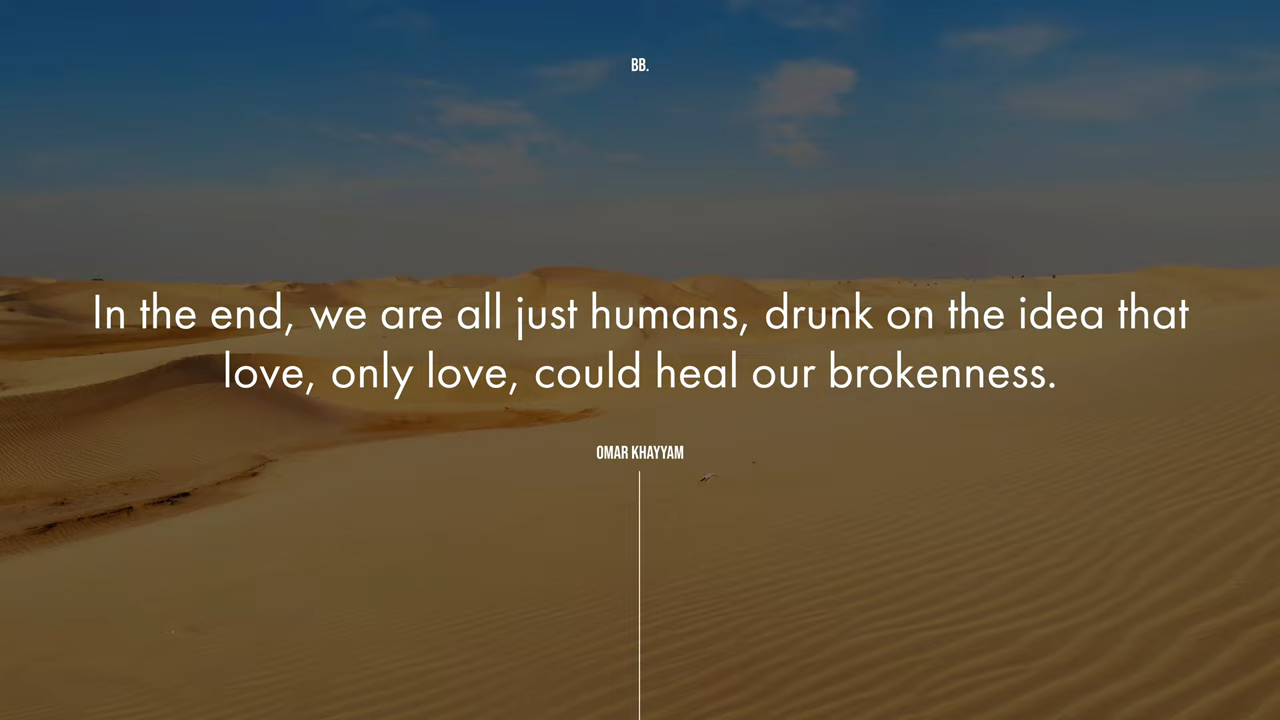 BB.
In the end, we are all just humans, drunk on the idea that
love, only love, could heal our brokenness.
OMAR KHAYYAM